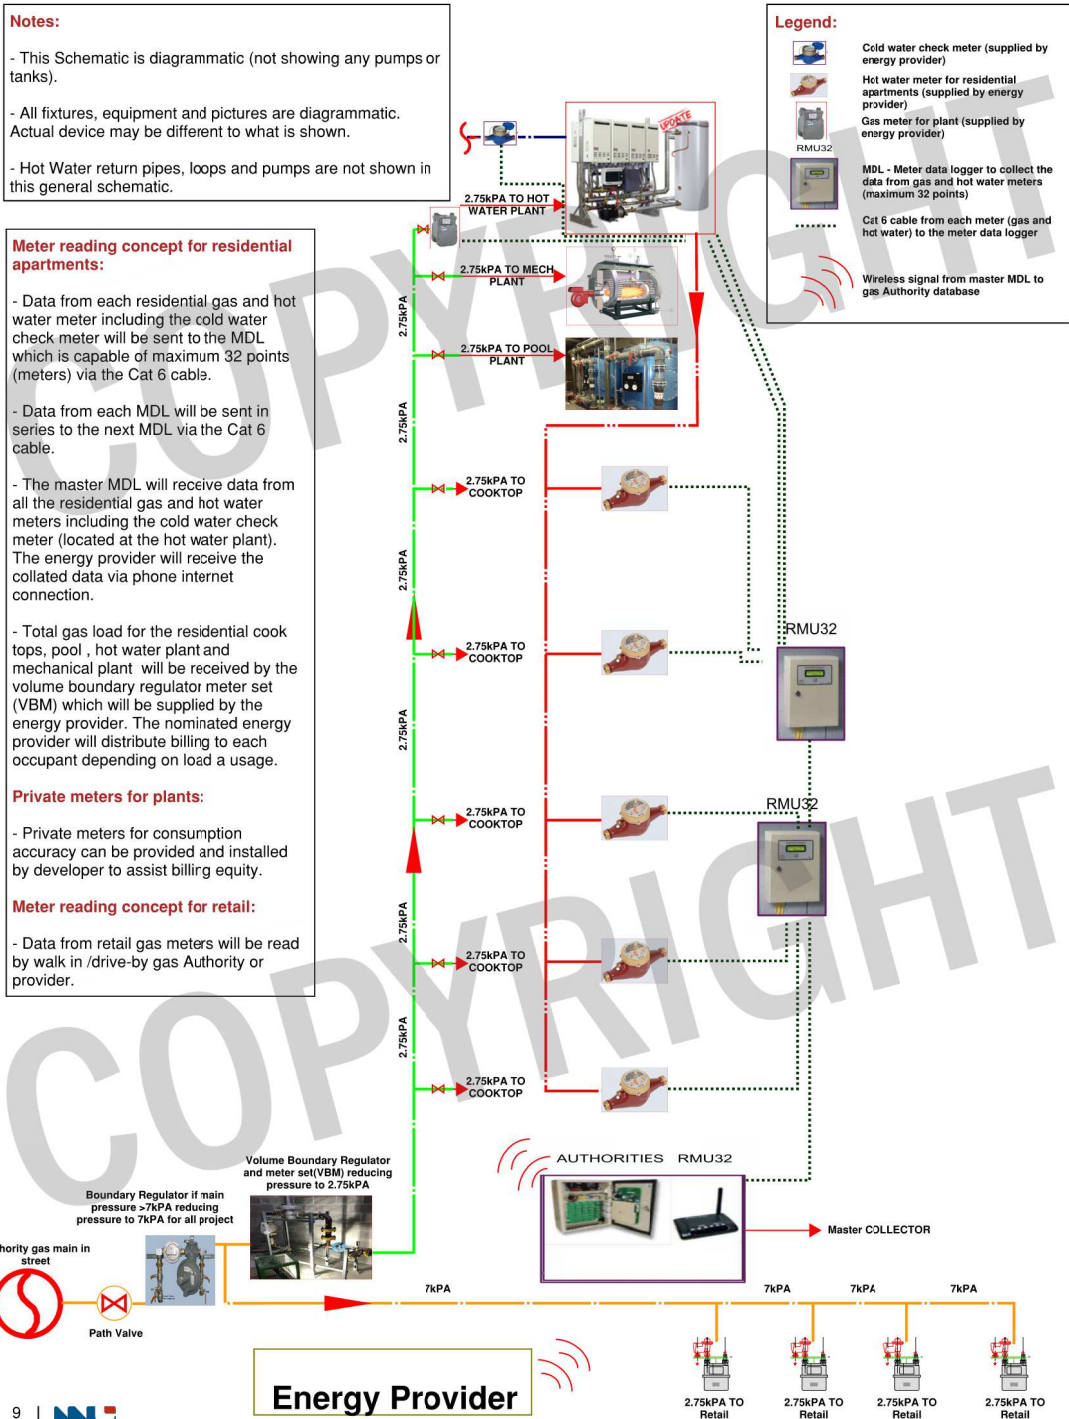 Notes:
- This Schematic is diagrammatic (not showing any pumps or
tanks).
- All fixtures, equipment and pictures are diagrammatic.
Actual device may be different to what is shown.
- Hot Water return pipes, loops and pumps are not shown in
this general schematic.
Legend:
Cold water check meter (supplied by
energy provider)
Hot water meter for residential
apartments (supplied by energy
provider)
Gas meter for plant (supplied by
energy provider)
RMU32
MDL - Meter data logger to collect the
data from gas and hot water meters
(maximum 32 points)
Cat 6 cable from each meter (gas and
hot water) to the meter data logger
Wireless signal from master MDL to
gas Authority database
Meter reading concept for residential
apartments:
- Data from each residential gas and hot
water meter including the cold water
check meter will be sent to the MDL
which is capable of maximum 32 points
(meters) via the Cat 6 cable.
- Data from each MDL will be sent in
series to the next MDL via the Cat 6
cable.
- The master MDL will receive data from
all the residential gas and hot water
meters including the cold water check
meter (located at the hot water plant).
The energy provider will receive the
collated data via phone internet
connection.
- Total gas load for the residential cook
tops, pool , hot water plant and
mechanical plant will be received by the
volume boundary regulator meter set
(VBM) which will be supplied by the
energy provider. The nominated energy
provider will distribute billing to each
occupant depending on load a usage.
Private meters for plants:
- Private meters for consumption
accuracy can be provided and installed
by developer to assist billing equity.
Meter reading concept for retail:
- Data from retail gas meters will be read
by walk in /drive-by gas Authority or
provider.
UPDATE
2.75kPA TO HOT
WATER PLANT
2.75kPA TO MECH
PLANT
2.75kPA
2.75kPA TO POOL
PLANT
2.75kPA
2.75kPA TO
COOKTOP
2.75kPA
2.75kPA TO
COOKTOP
RMU32
2.75kPA
2.75kPA TO
COOKTOP
RMU32
2.75kPA
2.75kPA TO
COOKTOP
2.75kPA
2.75kPA TO
COOKTOP
COPYRIGHT
COPYRIGHT
Volume Boundary Regulator
and meter set(VBM) reducing
pressure to 2.75kPA
Boundary Regulator if main
pressure >7kPA reducing
pressure to 7kPA for all project
hority gas main in
street
Path Valve
AUTHORITIES RMU32
Master COLLECTOR
7kPA
7kPA
7kPA
7kPA
2.75kPA TO
Retail
2.75kPA TO
Retail
2.75kPA TO
Retail
2.75kPA TO
Retail
Energy Provider
9 |